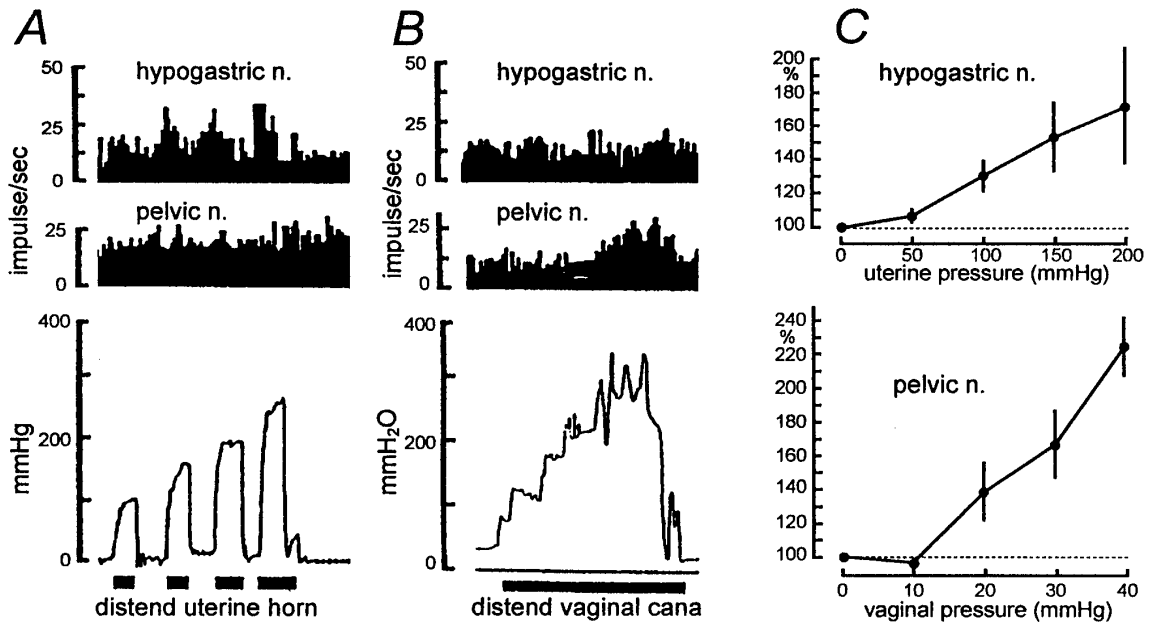 A
50
hypogastric n.
25
0
impulse/sec
pelvic n.
25
0
400
mmHg
200
0
distend uterine horn
B
50
hypogastric n.
25
0
impulse/sec
pelvic n.
25
0
400
mmH₂O
200
0
distend vaginal cana
C
200
%
hypogastric n.
180
160
140
120
100
0 50 100 150 200
uterine pressure (mmHg)
240
%
220
200
pelvic n.
180
160
140
120
100
0 10 20 30 40
vaginal pressure (mmHg)